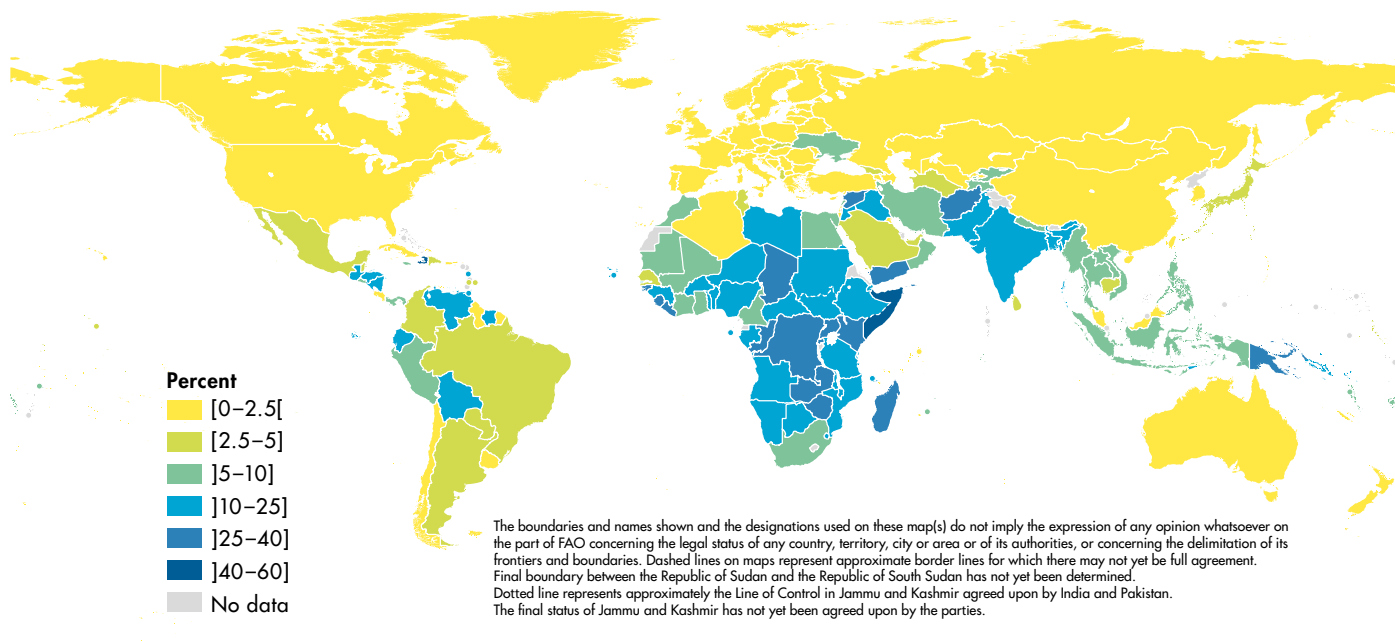 Percent
[0–2.5[
[2.5–5]
]5–10]
]10–25]
]25–40]
]40–60]
No data
The boundaries and names shown and the designations used on these map(s) do not imply the expression of any opinion whatsoever on
the part of FAO concerning the legal status of any country, territory, city or area or of its authorities, or concerning the delimitation of its
frontiers and boundaries. Dashed lines on maps represent approximate border lines for which there may not yet be full agreement.
Final boundary between the Republic of Sudan and the Republic of South Sudan has not yet been determined.
Dotted line represents approximately the Line of Control in Jammu and Kashmir agreed upon by India and Pakistan.
The final status of Jammu and Kashmir has not yet been agreed upon by the parties.